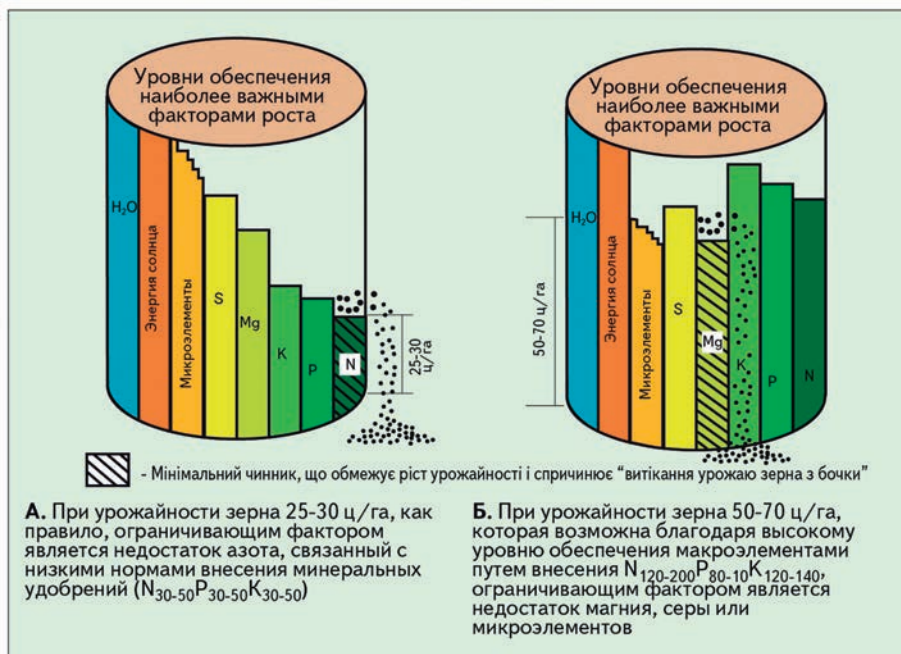 Уровни обеспечения
наиболее важными
факторами роста
H₂O
Энергия солнца
Микроэлементы
S
Mg
K
P
N
25-30
ц/га
Уровни обеспечения
наиболее важными
факторами роста
50-70 ц/га
H₂O
Энергия солнца
Микроэлементы
S
Mg
K
P
N
- Мінімальний чинник, що обмежує ріст урожайності і спричинює “витікання урожаю зерна з бочки”
А. При урожайности зерна 25-30 ц/га, как
правило, ограничивающим фактором
является недостаток азота, связанный с
низкими нормами внесения минеральных
удобрений (N₃₀₋₅₀P₃₀₋₅₀K₃₀₋₅₀)
Б. При урожайности зерна 50-70 ц/га,
которая возможна благодаря высокому
уровню обеспечения макроэлементами
путем внесения N₁₂₀₋₂₀₀P₈₀₋₁₀K₁₂₀₋₁₄₀,
ограничивающим фактором является
недостаток магния, серы или
микроэлементов